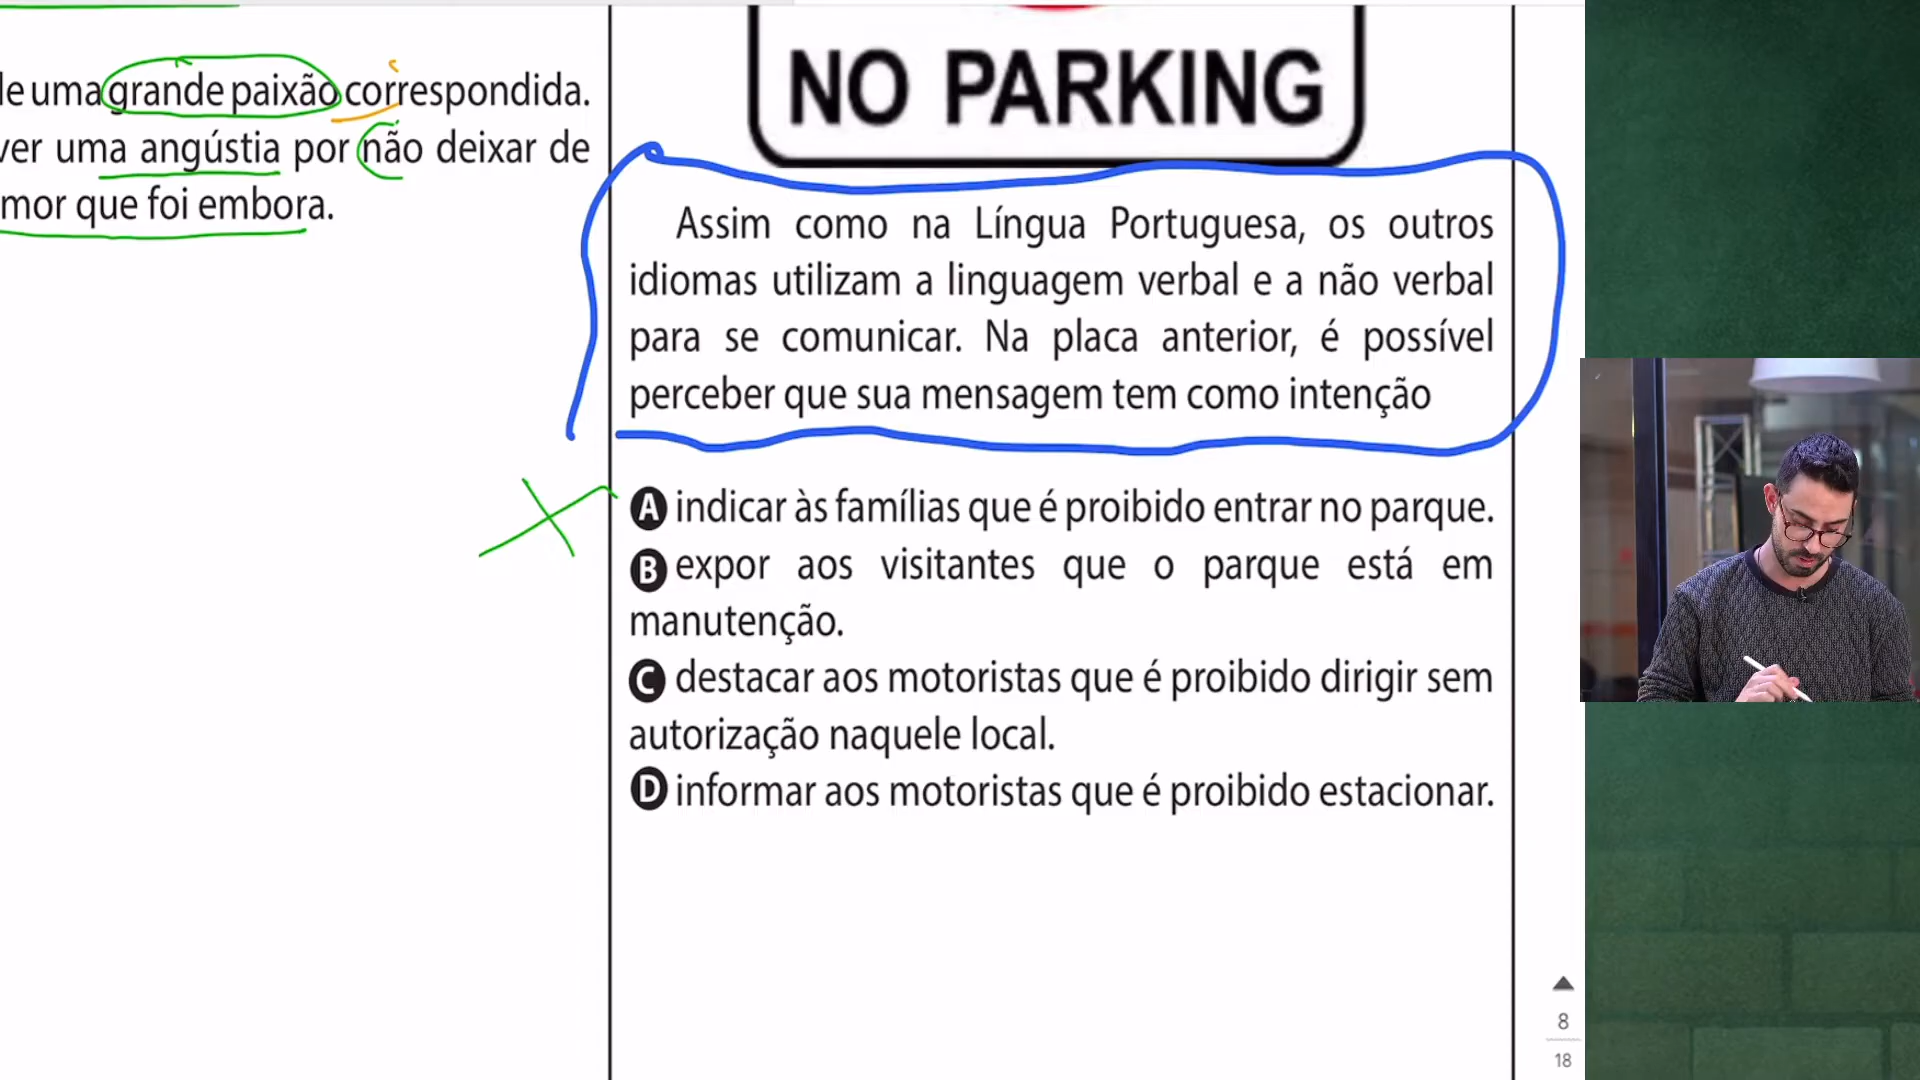 uma grande paixão correspondida.
uma angústia por não deixar de
que foi embora.
NO PARKING
Assim como na Língua Portuguesa, os outros
idiomas utilizam a linguagem verbal e a não verbal
para se comunicar. Na placa anterior, é possível
perceber que sua mensagem tem como intenção
A indicar às famílias que é proibido entrar no parque.
B expor aos visitantes que o parque está em
manutenção.
C destacar aos motoristas que é proibido dirigir sem
autorização naquele local.
D informar aos motoristas que é proibido estacionar.
8
18